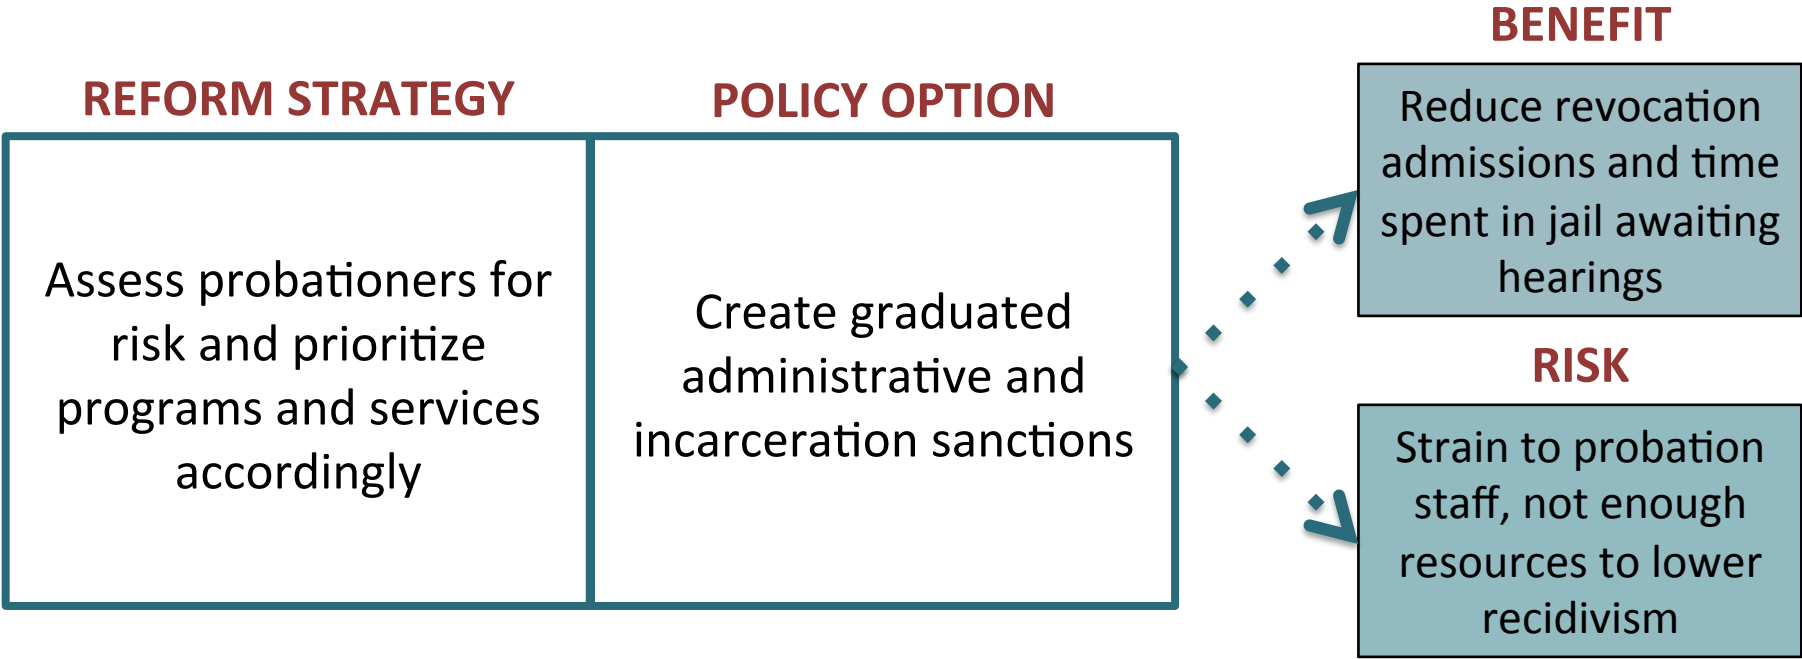 REFORM STRATEGY
Assess probationers for
risk and prioritize
programs and services
accordingly
POLICY OPTION
Create graduated
administrative and
incarceration sanctions
BENEFIT
Reduce revocation
admissions and time
spent in jail awaiting
hearings
RISK
Strain to probation
staff, not enough
resources to lower
recidivism